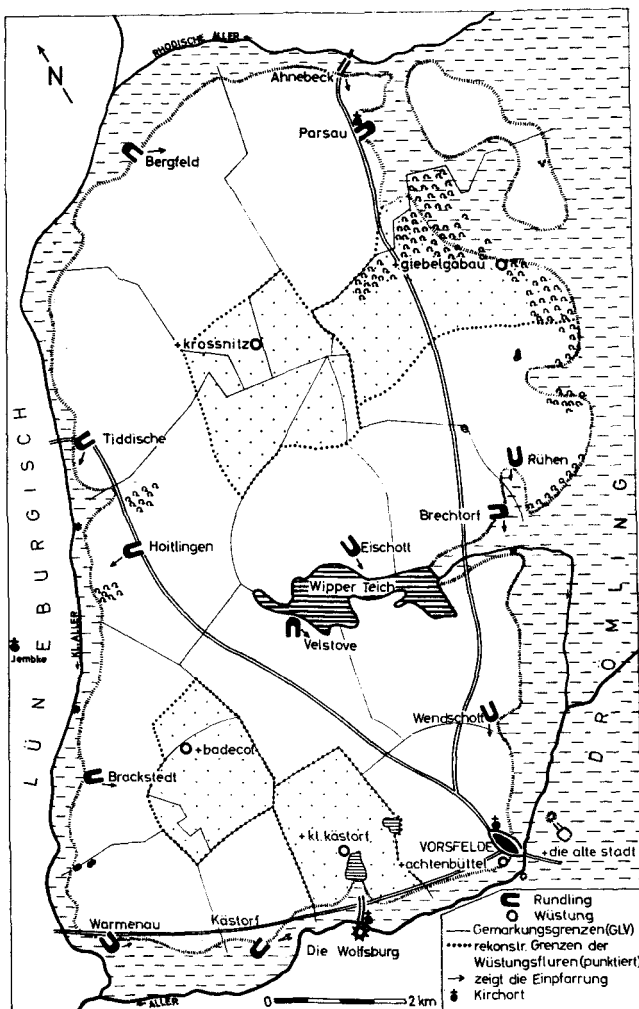 N
RHODISCHE ALLER
Ahnebeck
Parsau
Bergfeld
+giebelgabau
+krossnitz
Tiddische
Rühen
Brechtorf
Hoitlingen
Eischott
Wipper Teich
Velstove
LÜNEBURGISCH
KL. ALLER
Jembke
DRÖMLING
Wendschott
+badecof
Brackstedt
+kl. kästorf
VORSFELDE
+achtenbüttel
+die alte stadt
Warmenau
Kästorf
Die Wolfsburg
ALLER
0 2 km
Rundling
Wüstung
Gemarkungsgrenzen (GLV)
rekonstr. Grenzen der
Wüstungsfluren (punktiert)
zeigt die Einpfarrung
Kirchort